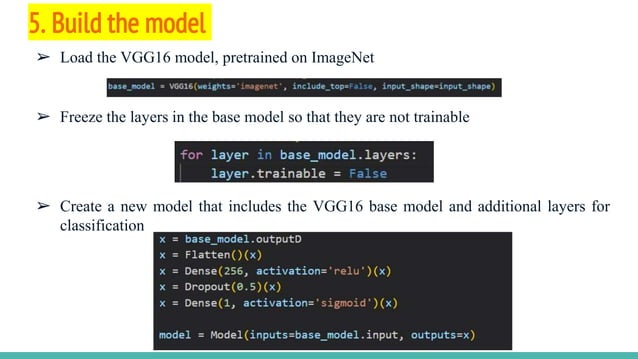 5. Build the model
➢ Load the VGG16 model, pretrained on ImageNet
base_model = VGG16(weights='imagenet', include_top=False, input_shape=input_shape)
➢ Freeze the layers in the base model so that they are not trainable
for layer in base_model.layers:
layer.trainable = False
➢ Create a new model that includes the VGG16 base model and additional layers for
classification
x = base_model.outputD
x = Flatten()(x)
x = Dense(256, activation='relu')(x)
x = Dropout(0.5)(x)
x = Dense(1, activation='sigmoid')(x)
model = Model(inputs=base_model.input, outputs=x)